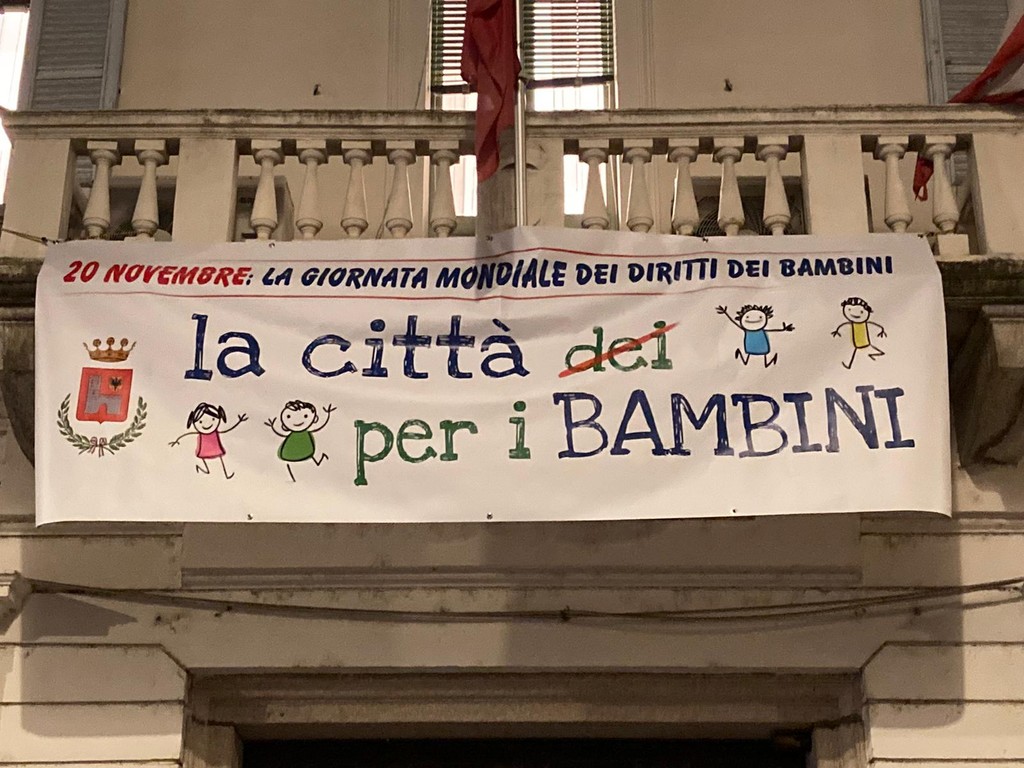 20 NOVEMBRE: LA GIORNATA MONDIALE DEI DIRITTI DEI BAMBINI
la città dei
per i BAMBINI